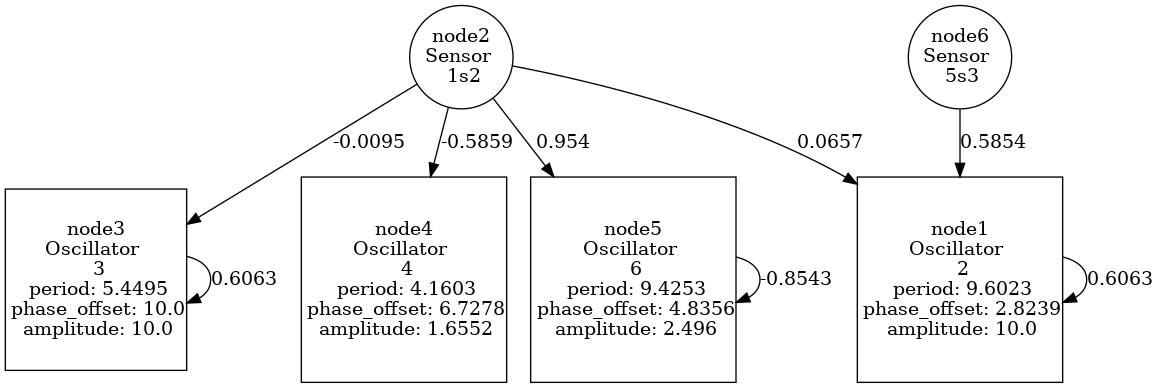 node2
Sensor
1s2
node6
Sensor
5s3
-0.0095
-0.5859
0.954
0.0657
0.5854
node3
Oscillator
3
period: 5.4495
phase_offset: 10.0
amplitude: 10.0
0.6063
node4
Oscillator
4
period: 4.1603
phase_offset: 6.7278
amplitude: 1.6552
node5
Oscillator
6
period: 9.4253
phase_offset: 4.8356
amplitude: 2.496
-0.8543
node1
Oscillator
2
period: 9.6023
phase_offset: 2.8239
amplitude: 10.0
0.6063